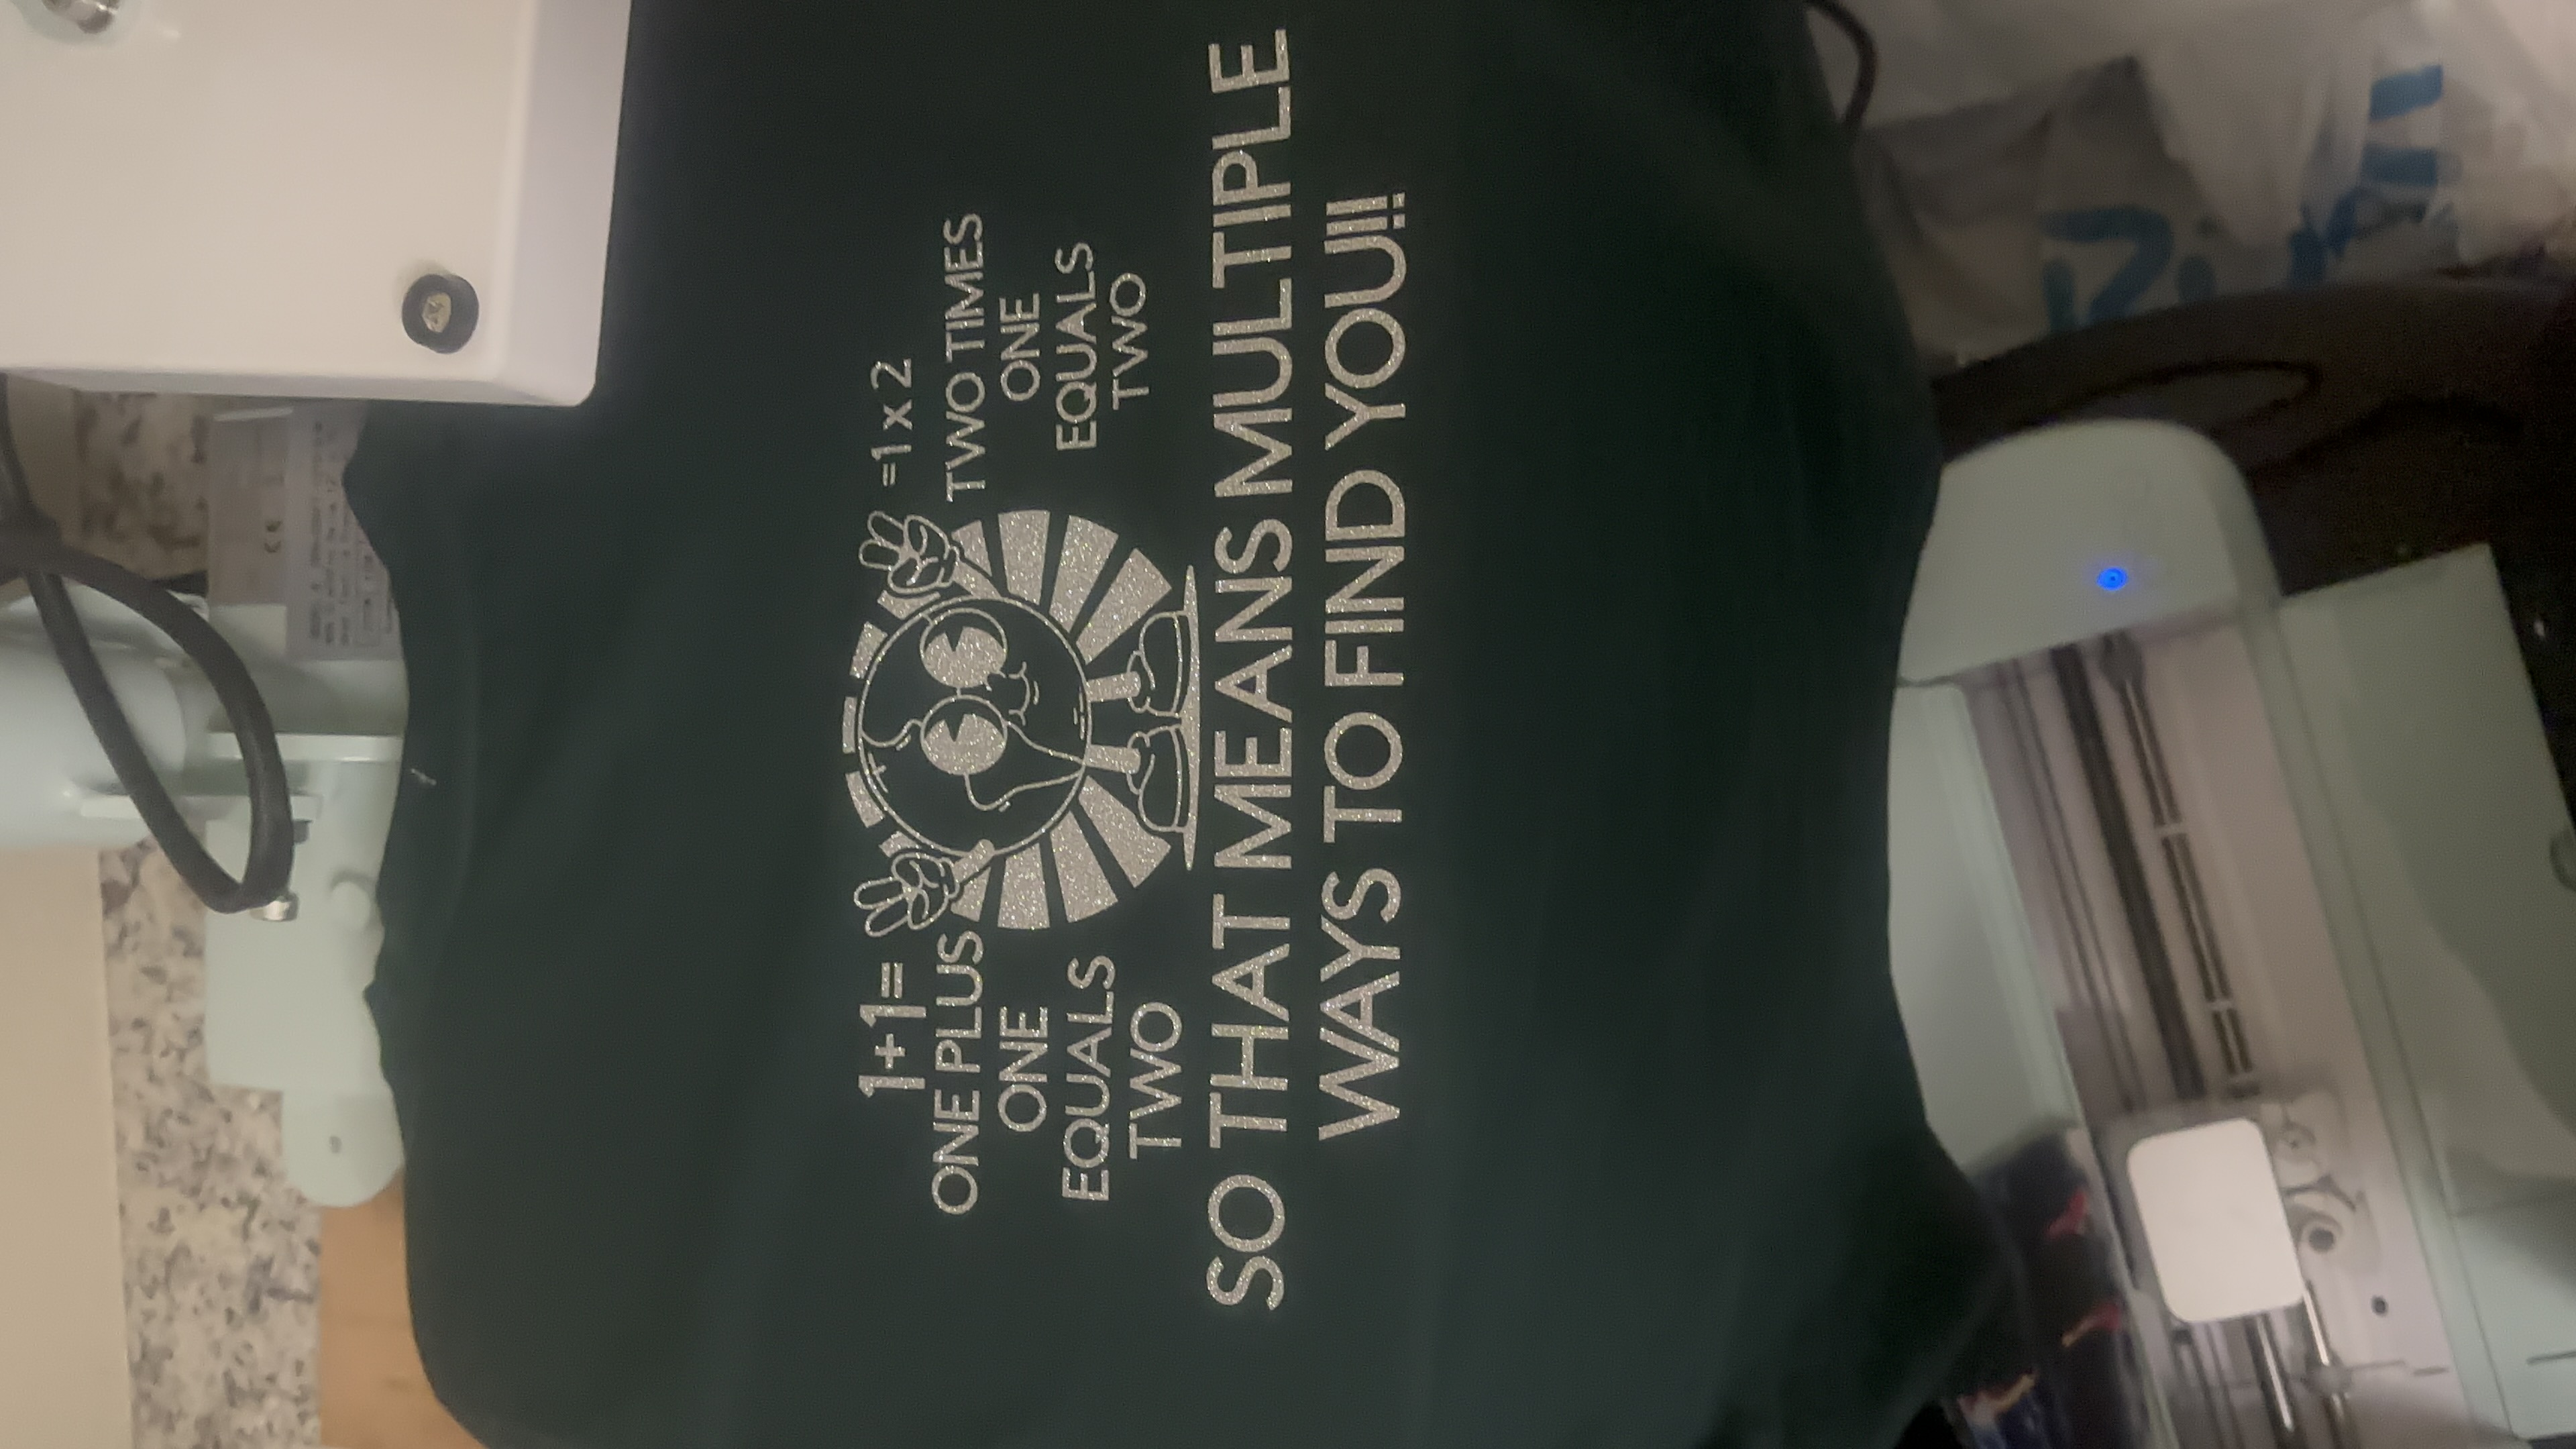 1+1=
ONE PLUS
ONE
EQUALS
TWO
=1 x 2
TWO TIMES
ONE
EQUALS
TWO
SO THAT MEANS MULTIPLE
WAYS TO FIND YOU!!